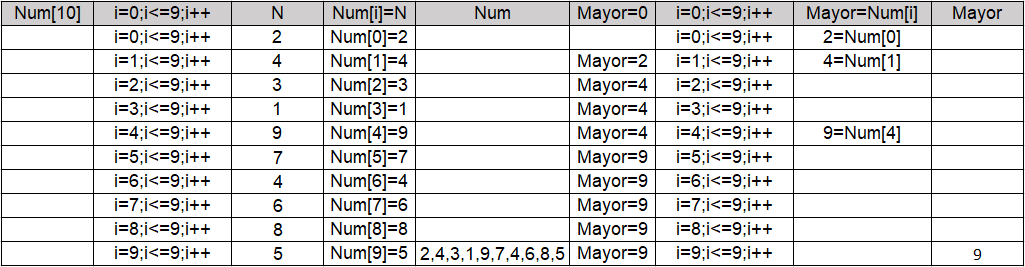 Num[10] i=0;i<=9;i++ N Num[i]=N Num Mayor=0 i=0;i<=9;i++ Mayor=Num[i] Mayor
i=0;i<=9;i++ 2 Num[0]=2 i=0;i<=9;i++ 2=Num[0]
i=1;i<=9;i++ 4 Num[1]=4 Mayor=2 i=1;i<=9;i++ 4=Num[1]
i=2;i<=9;i++ 3 Num[2]=3 Mayor=4 i=2;i<=9;i++
i=3;i<=9;i++ 1 Num[3]=1 Mayor=4 i=3;i<=9;i++
i=4;i<=9;i++ 9 Num[4]=9 Mayor=4 i=4;i<=9;i++ 9=Num[4]
i=5;i<=9;i++ 7 Num[5]=7 Mayor=9 i=5;i<=9;i++
i=6;i<=9;i++ 4 Num[6]=4 Mayor=9 i=6;i<=9;i++
i=7;i<=9;i++ 6 Num[7]=6 Mayor=9 i=7;i<=9;i++
i=8;i<=9;i++ 8 Num[8]=8 Mayor=9 i=8;i<=9;i++
i=9;i<=9;i++ 5 Num[9]=5 2,4,3,1,9,7,4,6,8,5 Mayor=9 i=9;i<=9;i++ 9